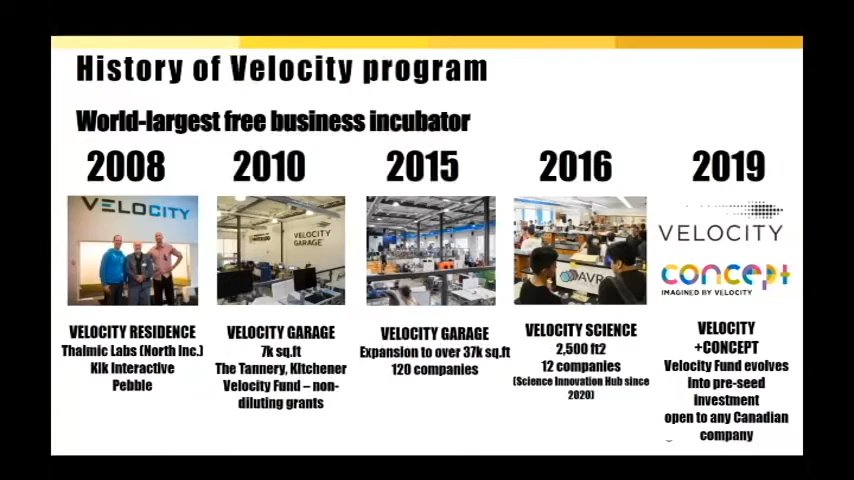 History of Velocity program
World-largest free business incubator
2008
2010
2015
2016
2019
VELOCITY
VELOCITY
GARAGE
AVRO
VELOCITY
concept
IMAGINED BY VELOCITY
VELOCITY RESIDENCE
Thalmic Labs (North Inc.)
Kik Interactive
Pebble
VELOCITY GARAGE
7k sq.ft
The Tannery, Kitchener
Velocity Fund – non-
diluting grants
VELOCITY GARAGE
Expansion to over 37k sq.ft
120 companies
VELOCITY SCIENCE
2,500 ft2
12 companies
(Science Innovation Hub since
2020)
VELOCITY
+CONCEPT
Velocity Fund evolves
into pre-seed
investment
open to any Canadian
company